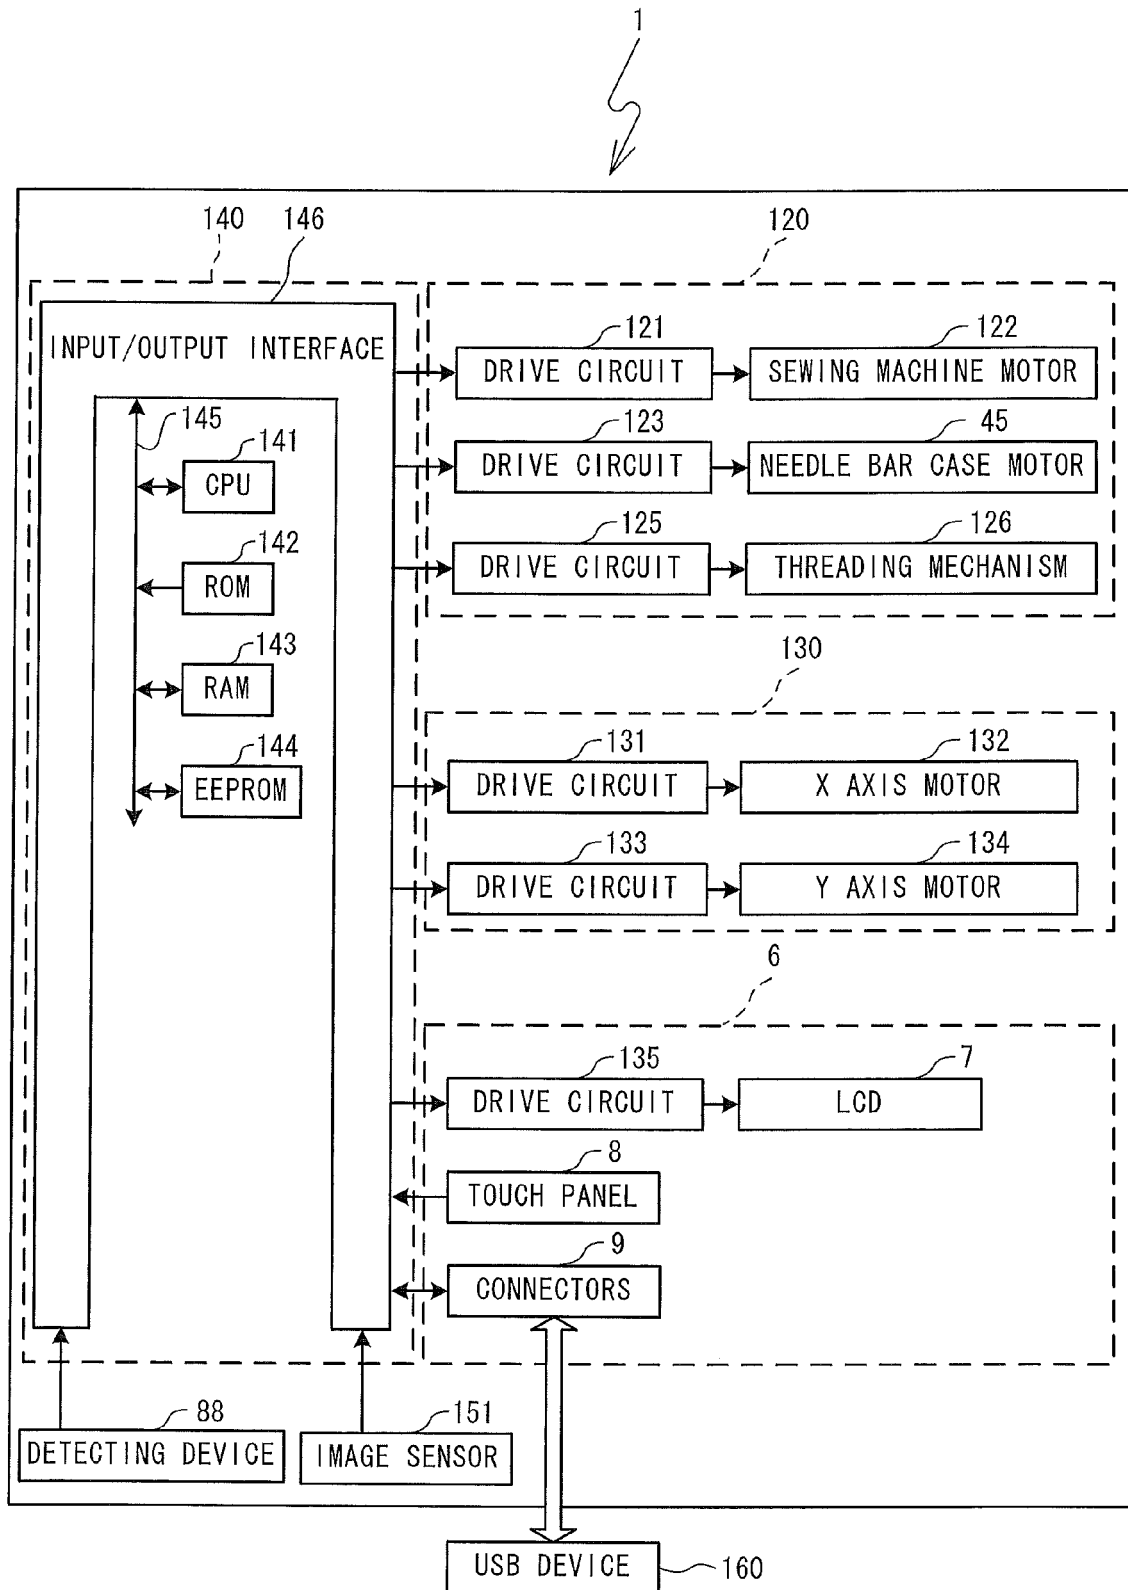 1
140
146
120
INPUT/OUTPUT INTERFACE
121
DRIVE CIRCUIT
122
SEWING MACHINE MOTOR
123
DRIVE CIRCUIT
45
NEEDLE BAR CASE MOTOR
125
DRIVE CIRCUIT
126
THREADING MECHANISM
145
141
CPU
142
ROM
143
RAM
144
EEPROM
130
131
DRIVE CIRCUIT
132
X AXIS MOTOR
133
DRIVE CIRCUIT
134
Y AXIS MOTOR
6
135
DRIVE CIRCUIT
7
LCD
8
TOUCH PANEL
9
CONNECTORS
88
DETECTING DEVICE
151
IMAGE SENSOR
USB DEVICE
160